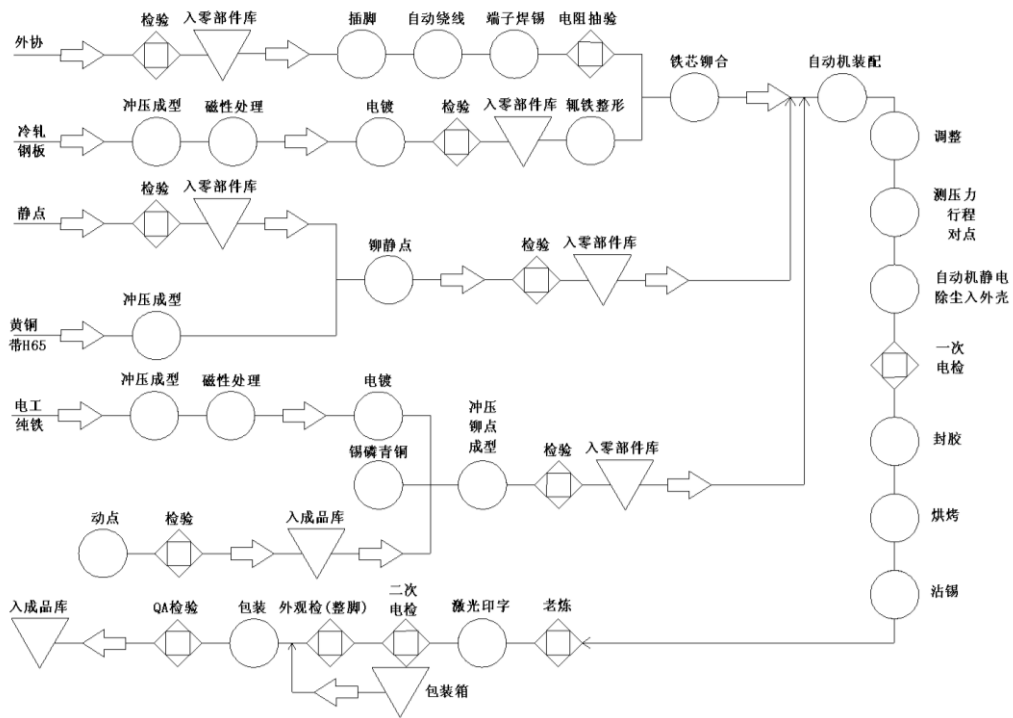 外协
检验
入零部件库
插脚
自动绕线
端子焊锡
电阻抽验
铁芯铆合
自动机装配
冷轧
钢板
冲压成型
磁性处理
电镀
检验
入零部件库
轭铁整形
调整
静点
检验
入零部件库
测压力
行程
对点
铆静点
检验
入零部件库
自动机静电
除尘入外壳
黄铜
带H65
冲压成型
一次
电检
电工
纯铁
冲压成型
磁性处理
电镀
冲压
铆点
成型
检验
入零部件库
封胶
锡磷青铜
动点
检验
入成品库
烘烤
沾锡
入成品库
QA检验
包装
外观检(整脚)
二次
电检
激光印字
老炼
包装箱